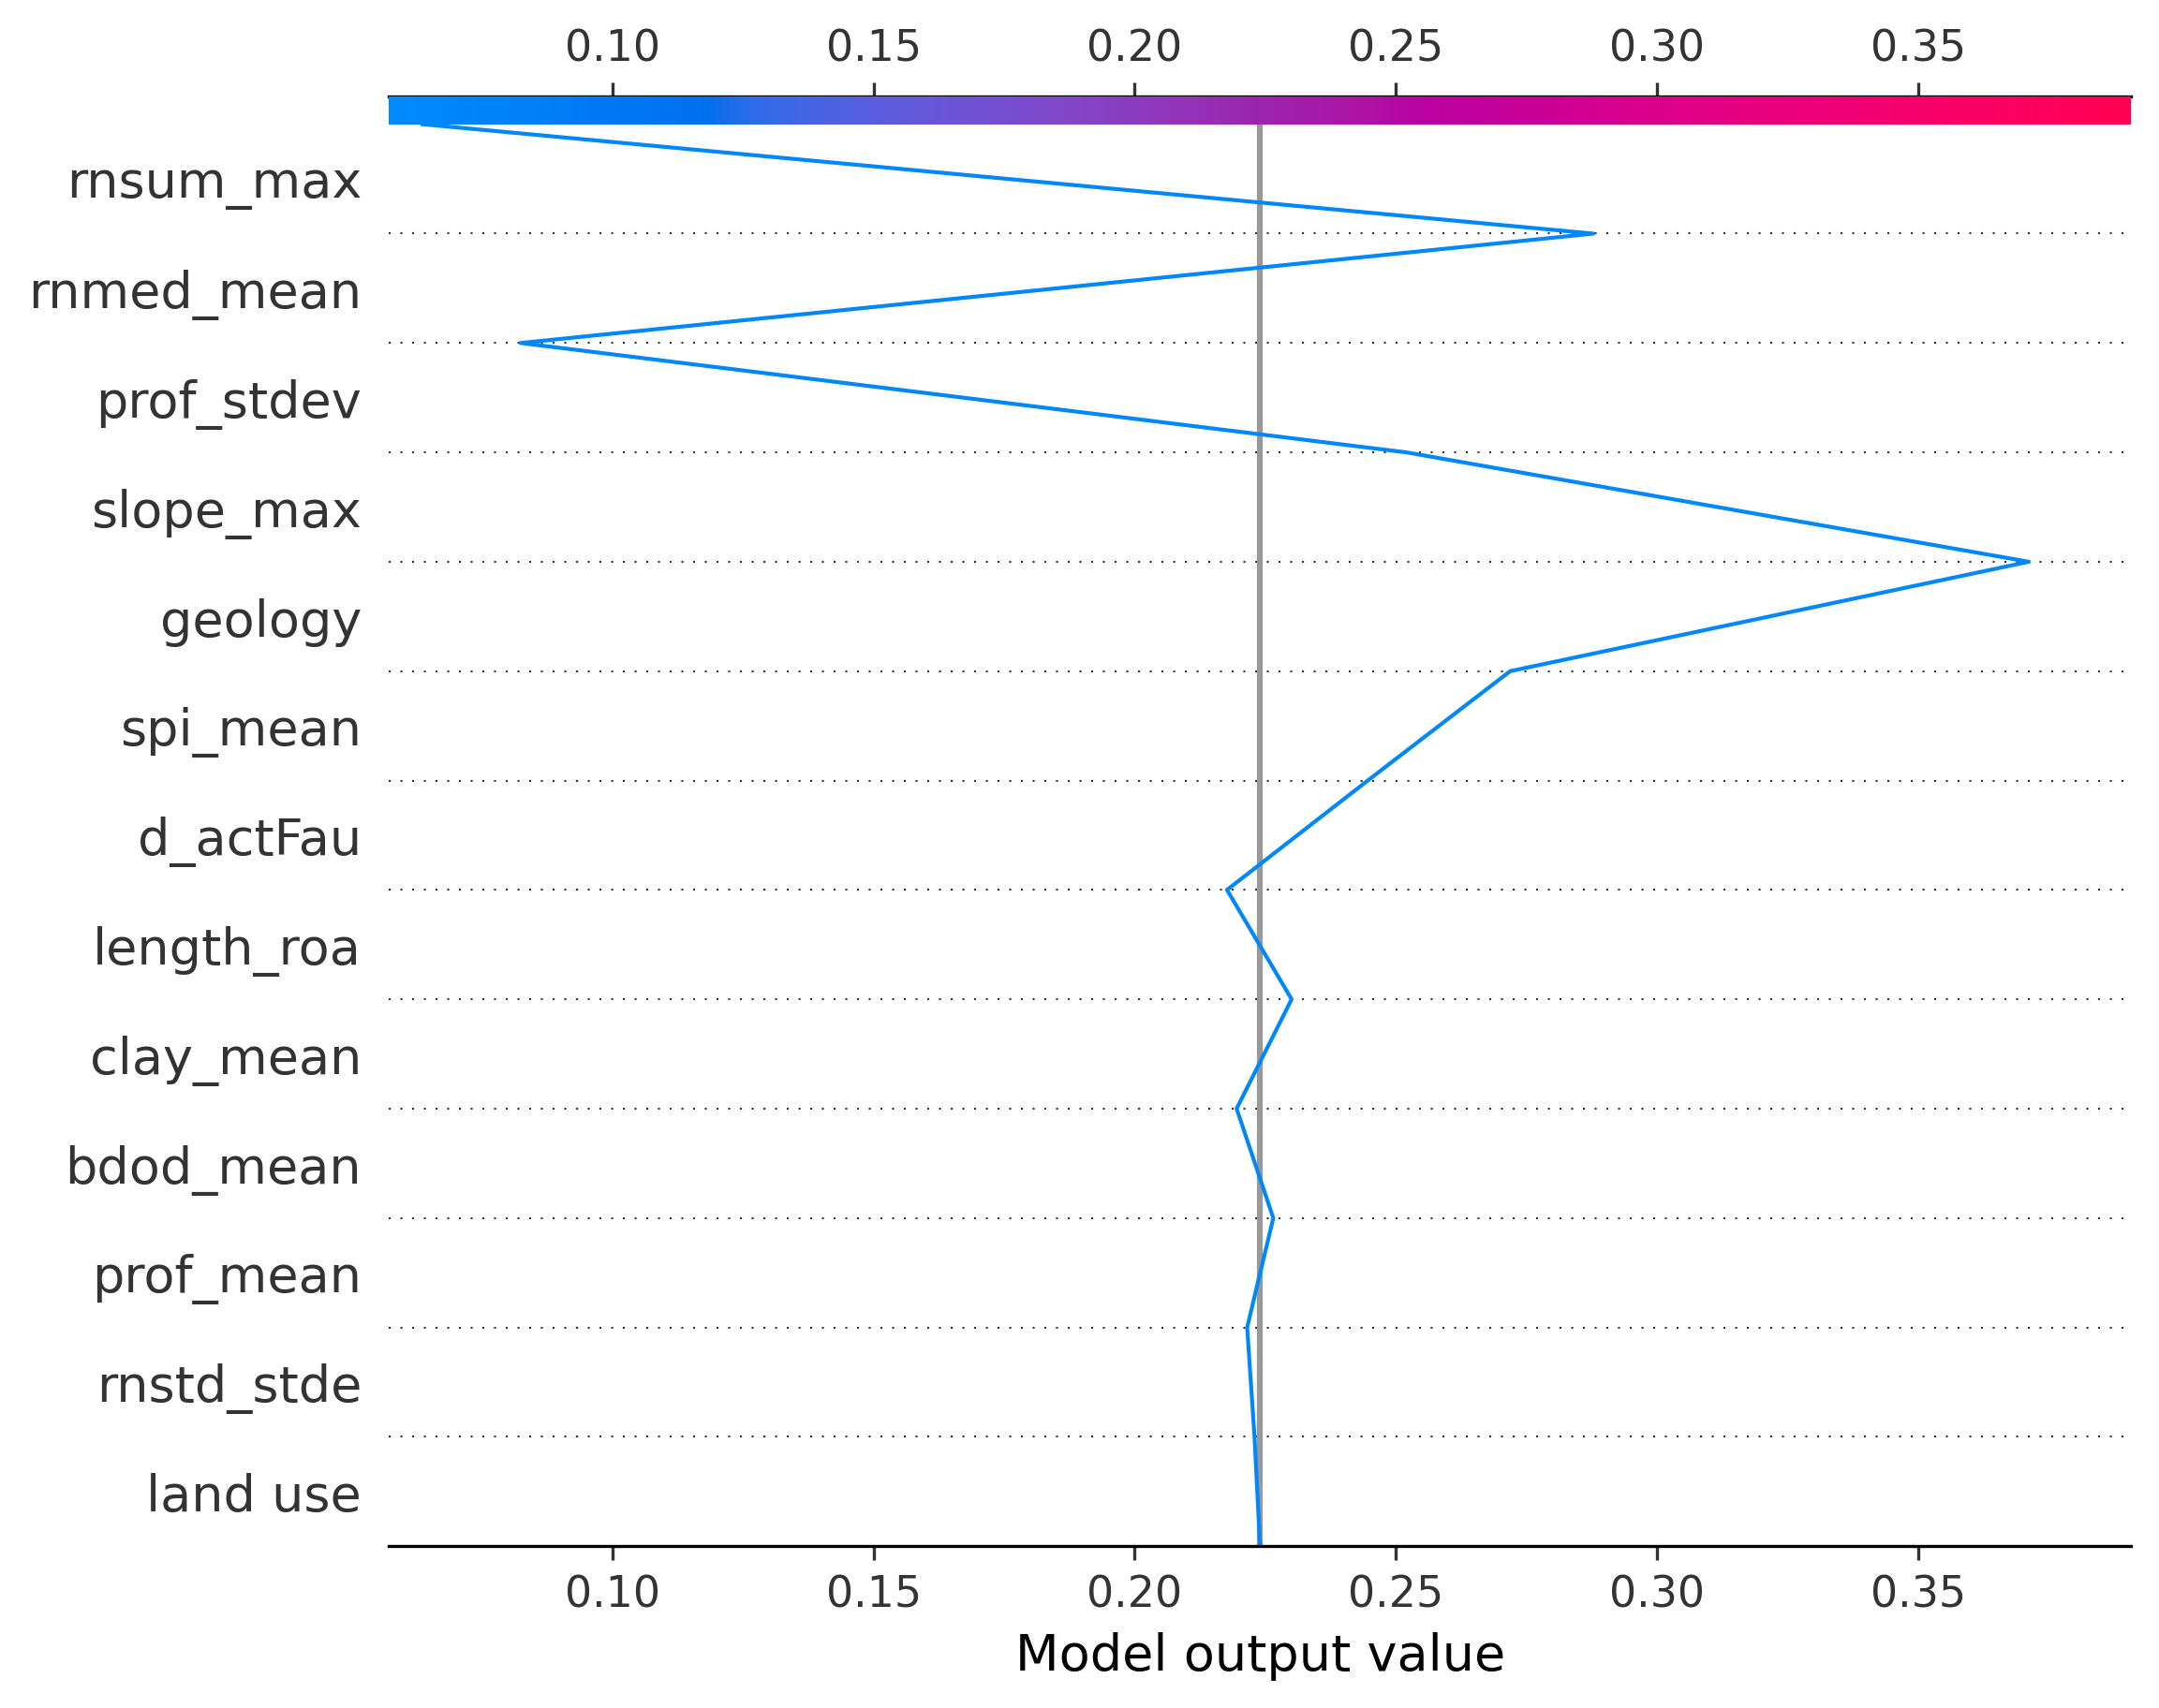 0.10 0.15 0.20 0.25 0.30 0.35
rnsum_max
rnmed_mean
prof_stdev
slope_max
geology
spi_mean
d_actFau
length_roa
clay_mean
bdod_mean
prof_mean
rnstd_stde
land use
0.10 0.15 0.20 0.25 0.30 0.35
Model output value